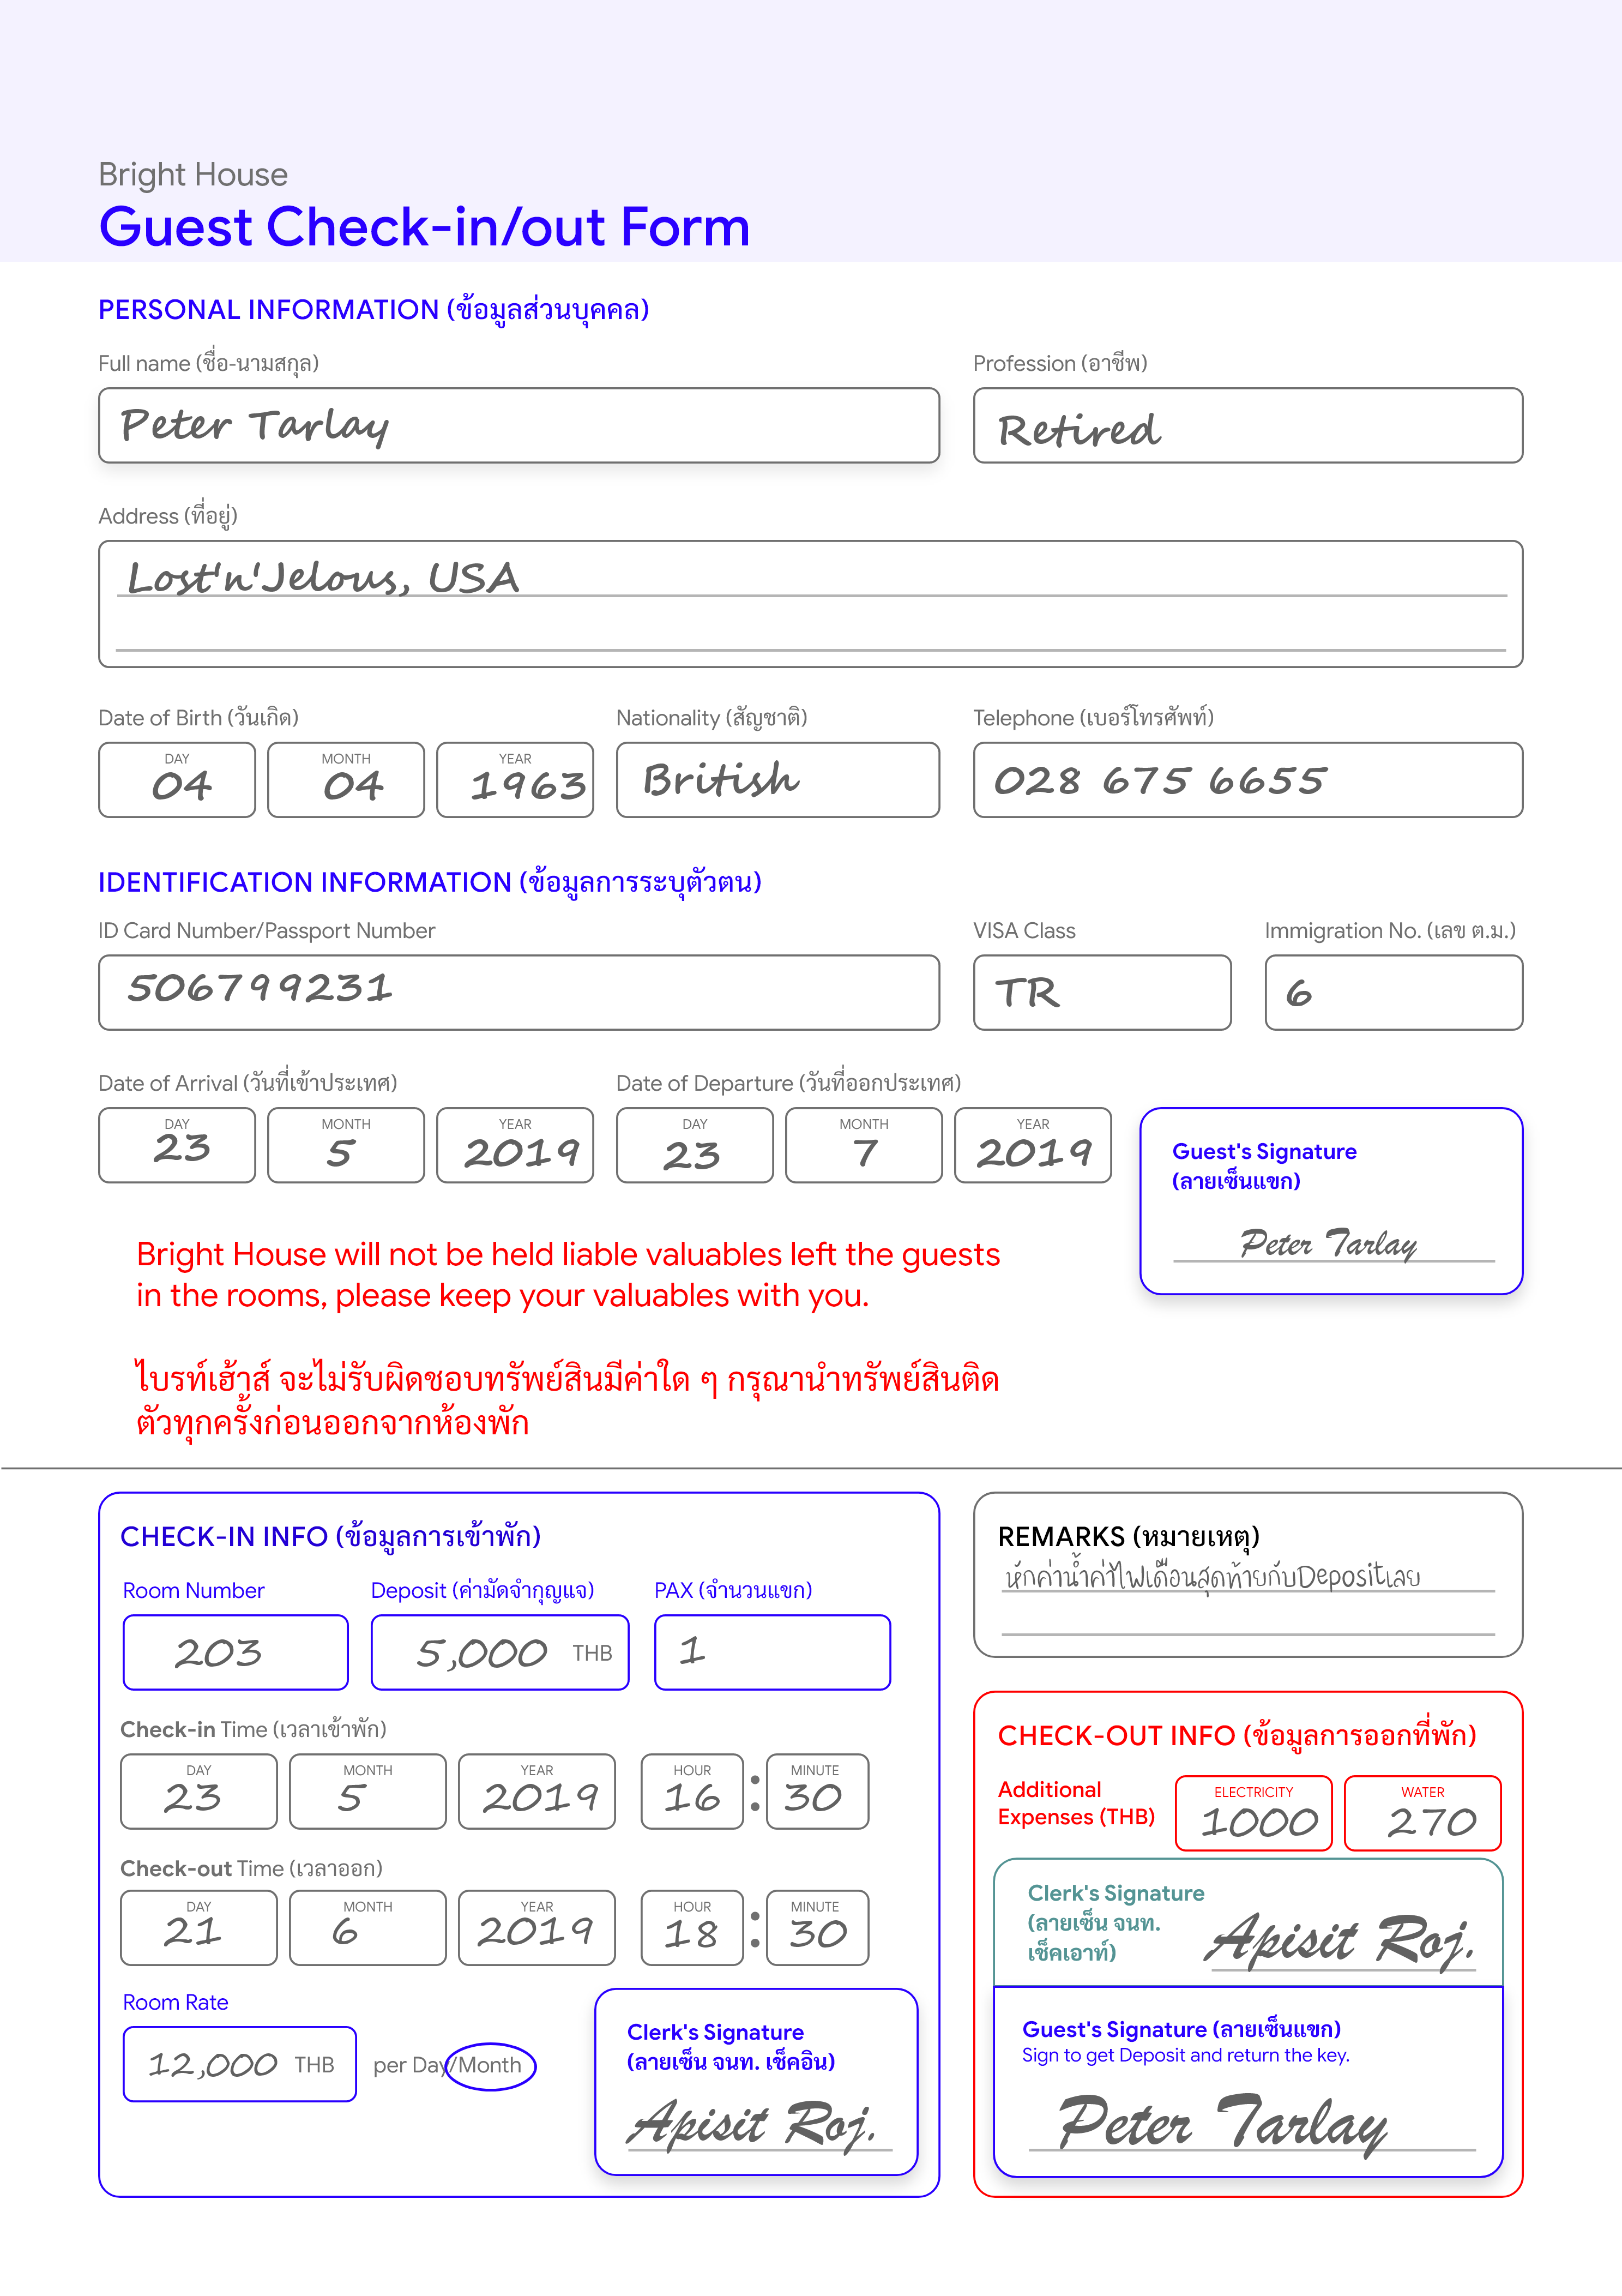 Bright House
Guest Check-in/out Form
PERSONAL INFORMATION (ข้อมูลส่วนบุคคล)
Full name (ชื่อ-นามสกุล) Profession (อาชีพ)
Peter Tarlay Retired
Address (ที่อยู่)
Lost'n'Jelous, USA
Date of Birth (วันเกิด) Nationality (สัญชาติ) Telephone (เบอร์โทรศัพท์)
DAY MONTH YEAR
04 04 1963 British 028 675 6655
IDENTIFICATION INFORMATION (ข้อมูลการระบุตัวตน)
ID Card Number/Passport Number VISA Class Immigration No. (เลข ต.ม.)
506799231 TR 6
Date of Arrival (วันที่เข้าประเทศ) Date of Departure (วันที่ออกประเทศ)
DAY MONTH YEAR DAY MONTH YEAR
23 5 2019 23 7 2019
Guest's Signature
(ลายเซ็นแขก)
Peter Tarlay
Bright House will not be held liable valuables left the guests
in the rooms, please keep your valuables with you.
ไบรท์เฮ้าส์ จะไม่รับผิดชอบทรัพย์สินมีค่าใด ๆ กรุณานำทรัพย์สินติด
ตัวทุกครั้งก่อนออกจากห้องพัก
CHECK-IN INFO (ข้อมูลการเข้าพัก)
Room Number Deposit (ค่ามัดจำกุญแจ) PAX (จำนวนแขก)
203 5,000 THB 1
Check-in Time (เวลาเข้าพัก)
DAY MONTH YEAR HOUR MINUTE
23 5 2019 16 : 30
Check-out Time (เวลาออก)
DAY MONTH YEAR HOUR MINUTE
21 6 2019 18 : 30
Room Rate
12,000 THB per Day/Month
Clerk's Signature
(ลายเซ็น จนท. เช็คอิน)
Apisit Roj.
REMARKS (หมายเหตุ)
หักค่าน้ำค่าไฟเดือนสุดท้ายกับDepositเลย
CHECK-OUT INFO (ข้อมูลการออกที่พัก)
Additional
Expenses (THB)
ELECTRICITY WATER
1000 270
Clerk's Signature
(ลายเซ็น จนท.
เช็คเอาท์)
Apisit Roj.
Guest's Signature (ลายเซ็นแขก)
Sign to get Deposit and return the key.
Peter Tarlay